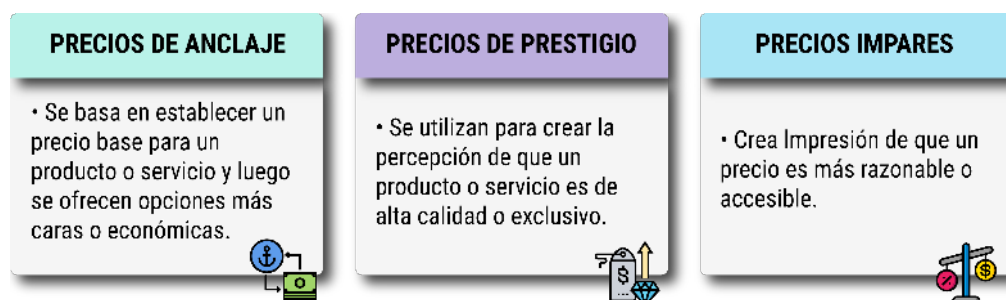 PRECIOS DE ANCLAJE
• Se basa en establecer un
precio base para un
producto o servicio y luego
se ofrecen opciones más
caras o económicas.
PRECIOS DE PRESTIGIO
• Se utilizan para crear la
percepción de que un
producto o servicio es de
alta calidad o exclusivo.
$
PRECIOS IMPARES
• Crea Impresión de que un
precio es más razonable o
accesible.
%
$